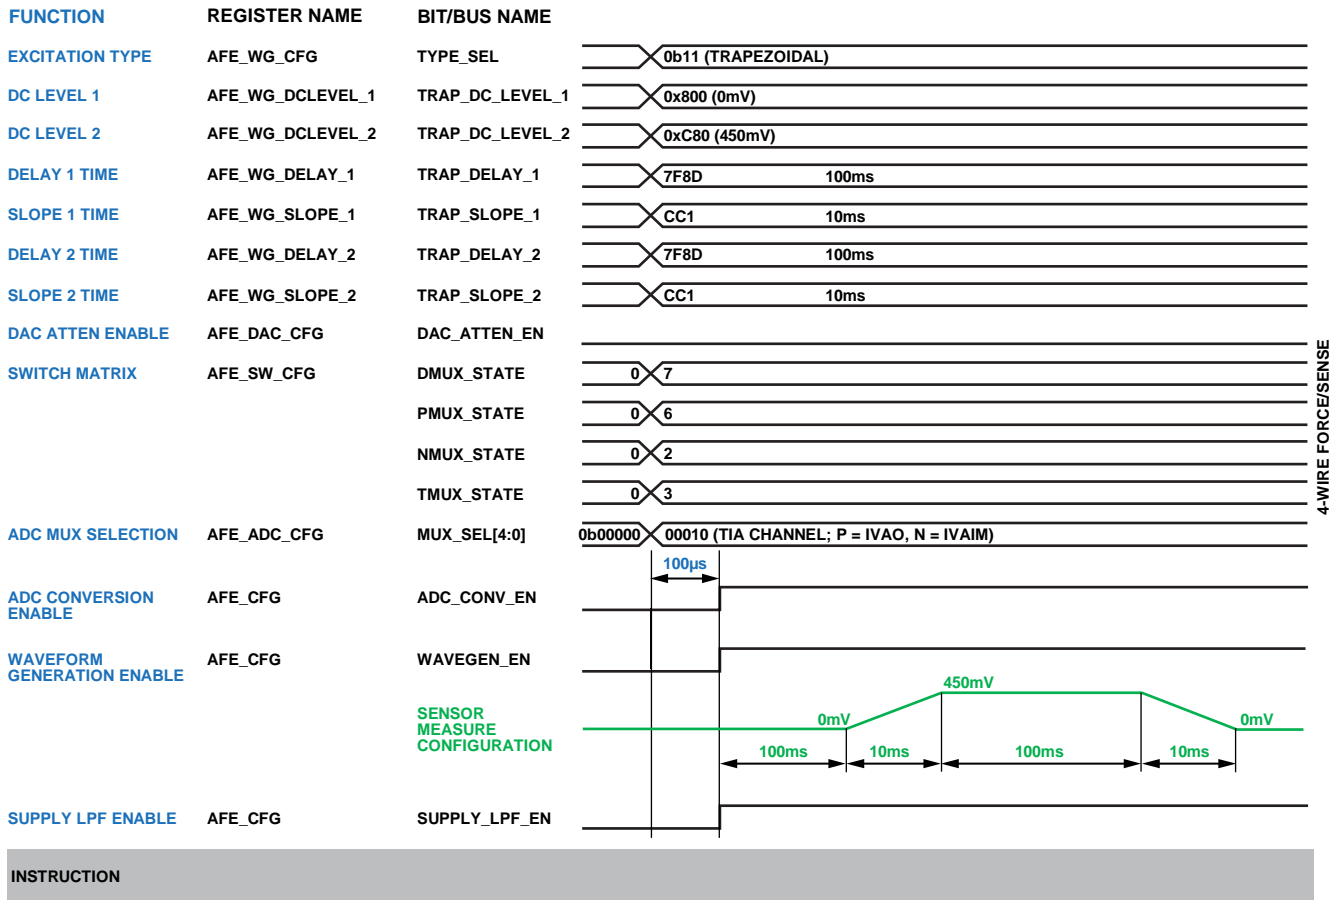 FUNCTION REGISTER NAME BIT/BUS NAME
EXCITATION TYPE AFE_WG_CFG TYPE_SEL 0b11 (TRAPEZOIDAL)
DC LEVEL 1 AFE_WG_DCLEVEL_1 TRAP_DC_LEVEL_1 0x800 (0mV)
DC LEVEL 2 AFE_WG_DCLEVEL_2 TRAP_DC_LEVEL_2 0xC80 (450mV)
DELAY 1 TIME AFE_WG_DELAY_1 TRAP_DELAY_1 7F8D 100ms
SLOPE 1 TIME AFE_WG_SLOPE_1 TRAP_SLOPE_1 CC1 10ms
DELAY 2 TIME AFE_WG_DELAY_2 TRAP_DELAY_2 7F8D 100ms
SLOPE 2 TIME AFE_WG_SLOPE_2 TRAP_SLOPE_2 CC1 10ms
DAC ATTEN ENABLE AFE_DAC_CFG DAC_ATTEN_EN
SWITCH MATRIX AFE_SW_CFG DMUX_STATE 0 7
PMUX_STATE 0 6
NMUX_STATE 0 2
TMUX_STATE 0 3
4-WIRE FORCE/SENSE
ADC MUX SELECTION AFE_ADC_CFG MUX_SEL[4:0] 0b00000 00010 (TIA CHANNEL; P = IVAO, N = IVAIM)
100µs
ADC CONVERSION
ENABLE
AFE_CFG ADC_CONV_EN
WAVEFORM
GENERATION ENABLE
AFE_CFG WAVEGEN_EN
SENSOR
MEASURE
CONFIGURATION
0mV 450mV 0mV
100ms 10ms 100ms 10ms
SUPPLY LPF ENABLE AFE_CFG SUPPLY_LPF_EN
INSTRUCTION